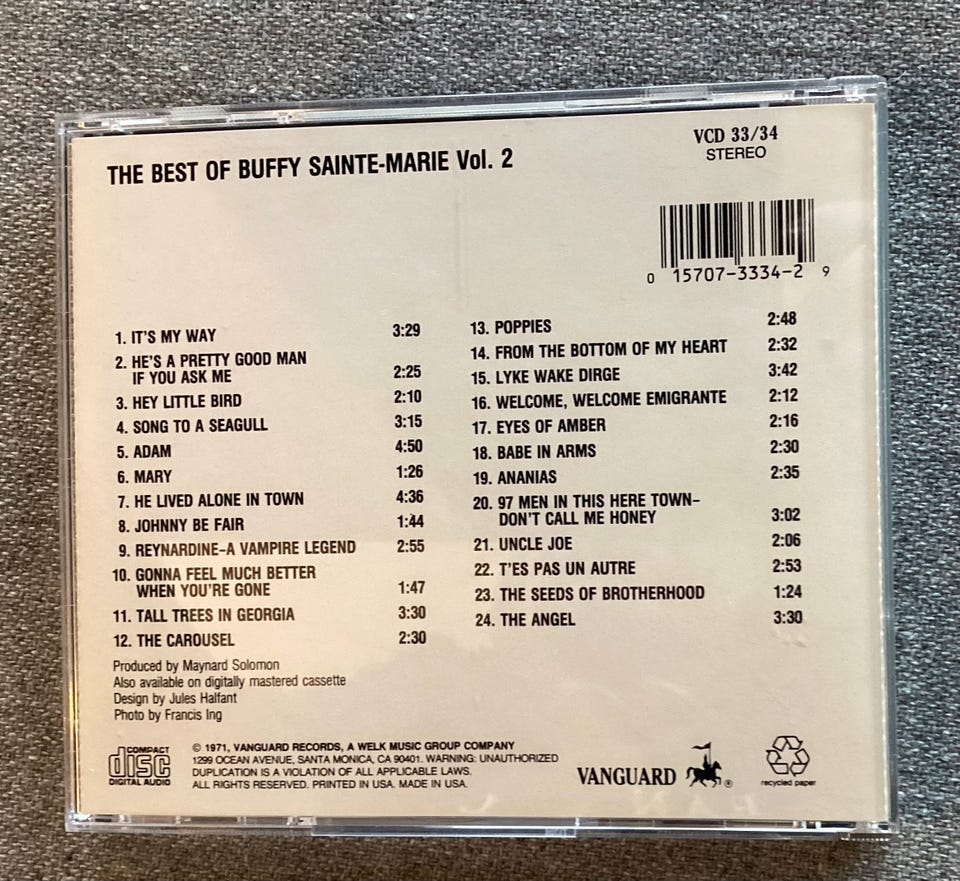 THE BEST OF BUFFY SAINTE-MARIE Vol. 2
VCD 33/34
STEREO
0 15707-3334-2 9
1. IT'S MY WAY 3:29
2. HE'S A PRETTY GOOD MAN
IF YOU ASK ME 2:25
3. HEY LITTLE BIRD 2:10
4. SONG TO A SEAGULL 3:15
5. ADAM 4:50
6. MARY 1:26
7. HE LIVED ALONE IN TOWN 4:36
8. JOHNNY BE FAIR 1:44
9. REYNARDINE-A VAMPIRE LEGEND 2:55
10. GONNA FEEL MUCH BETTER
WHEN YOU'RE GONE 1:47
11. TALL TREES IN GEORGIA 3:30
12. THE CAROUSEL 2:30
13. POPPIES 2:48
14. FROM THE BOTTOM OF MY HEART 2:32
15. LYKE WAKE DIRGE 3:42
16. WELCOME, WELCOME EMIGRANTE 2:12
17. EYES OF AMBER 2:16
18. BABE IN ARMS 2:30
19. ANANIAS 2:35
20. 97 MEN IN THIS HERE TOWN-
DON'T CALL ME HONEY 3:02
21. UNCLE JOE 2:06
22. T'ES PAS UN AUTRE 2:53
23. THE SEEDS OF BROTHERHOOD 1:24
24. THE ANGEL 3:30
Produced by Maynard Solomon
Also available on digitally mastered cassette
Design by Jules Halfant
Photo by Francis Ing
COMPACT
disc
DIGITAL AUDIO
© 1971, VANGUARD RECORDS, A WELK MUSIC GROUP COMPANY
1299 OCEAN AVENUE, SANTA MONICA, CA 90401. WARNING: UNAUTHORIZED
DUPLICATION IS A VIOLATION OF ALL APPLICABLE LAWS.
ALL RIGHTS RESERVED. PRINTED IN USA. MADE IN USA.
VANGUARD ®
recycled paper